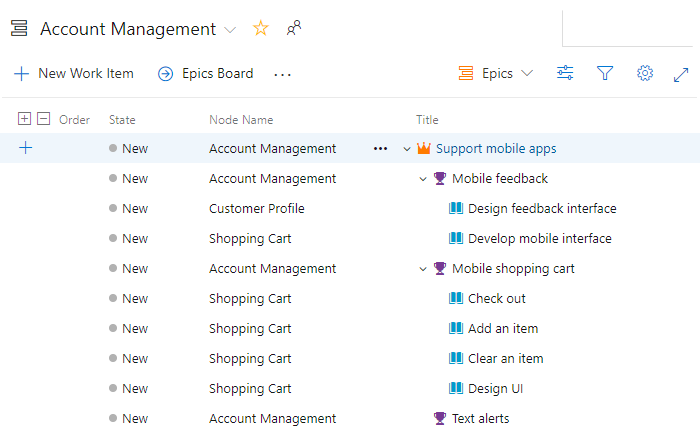 Account Management
New Work Item Epics Board ... Epics
Order State Node Name Title
New Account Management ... Support mobile apps
New Account Management Mobile feedback
New Customer Profile Design feedback interface
New Shopping Cart Develop mobile interface
New Account Management Mobile shopping cart
New Shopping Cart Check out
New Shopping Cart Add an item
New Shopping Cart Clear an item
New Shopping Cart Design UI
New Account Management Text alerts